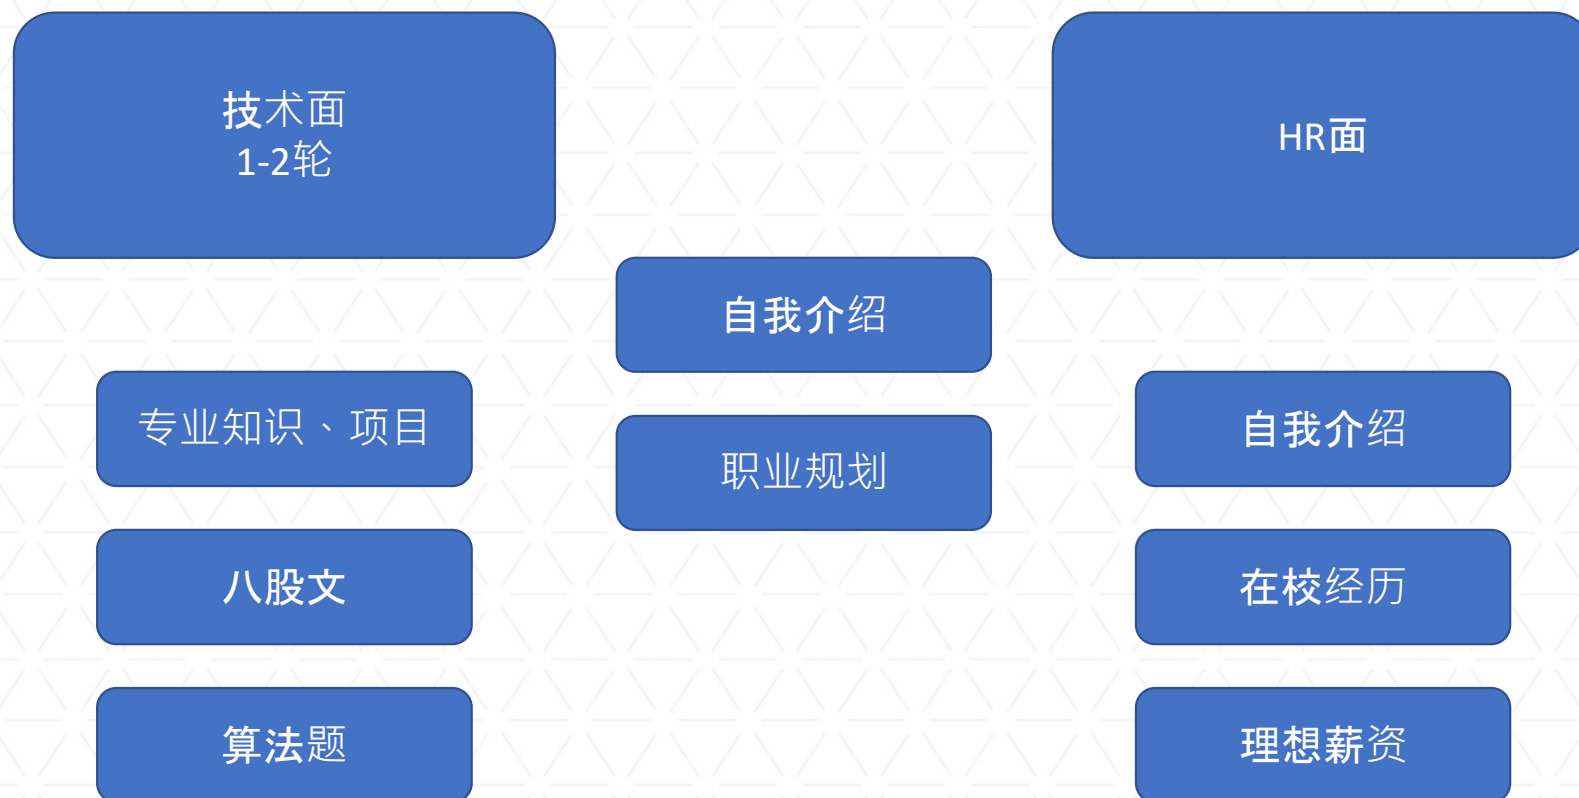 技术面
1-2轮
专业知识、项目
八股文
算法题
自我介绍
职业规划
HR面
自我介绍
在校经历
理想薪资